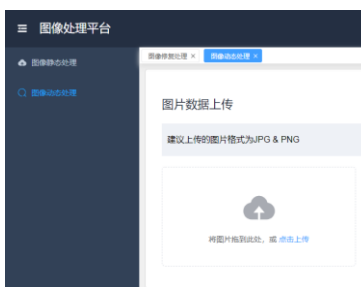 图像处理平台
图像静态处理
图像修复处理 ×
图像动态处理 ×
图像动态处理
图片数据上传
建议上传的图片格式为JPG & PNG
将图片拖到此处，或 点击上传